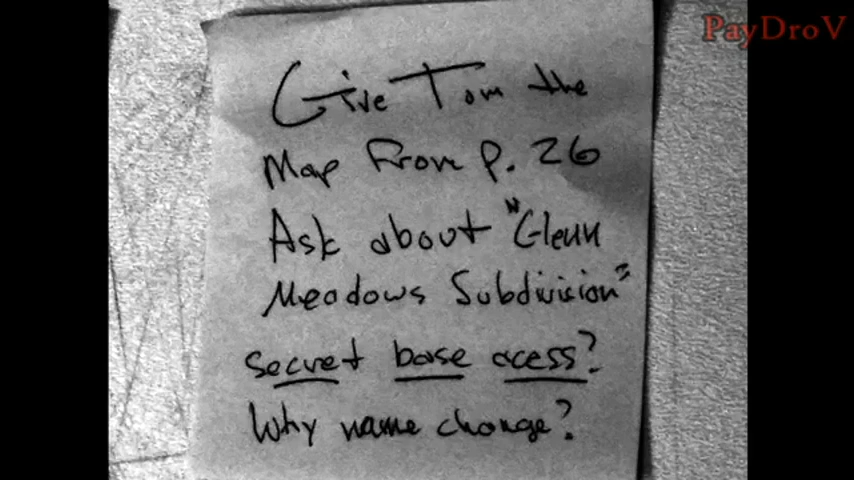 PayDroV
Give Tom the
Map From p. 26
Ask about "Glenn
Meadows Subdivision"
secret base acess?
Why name change?